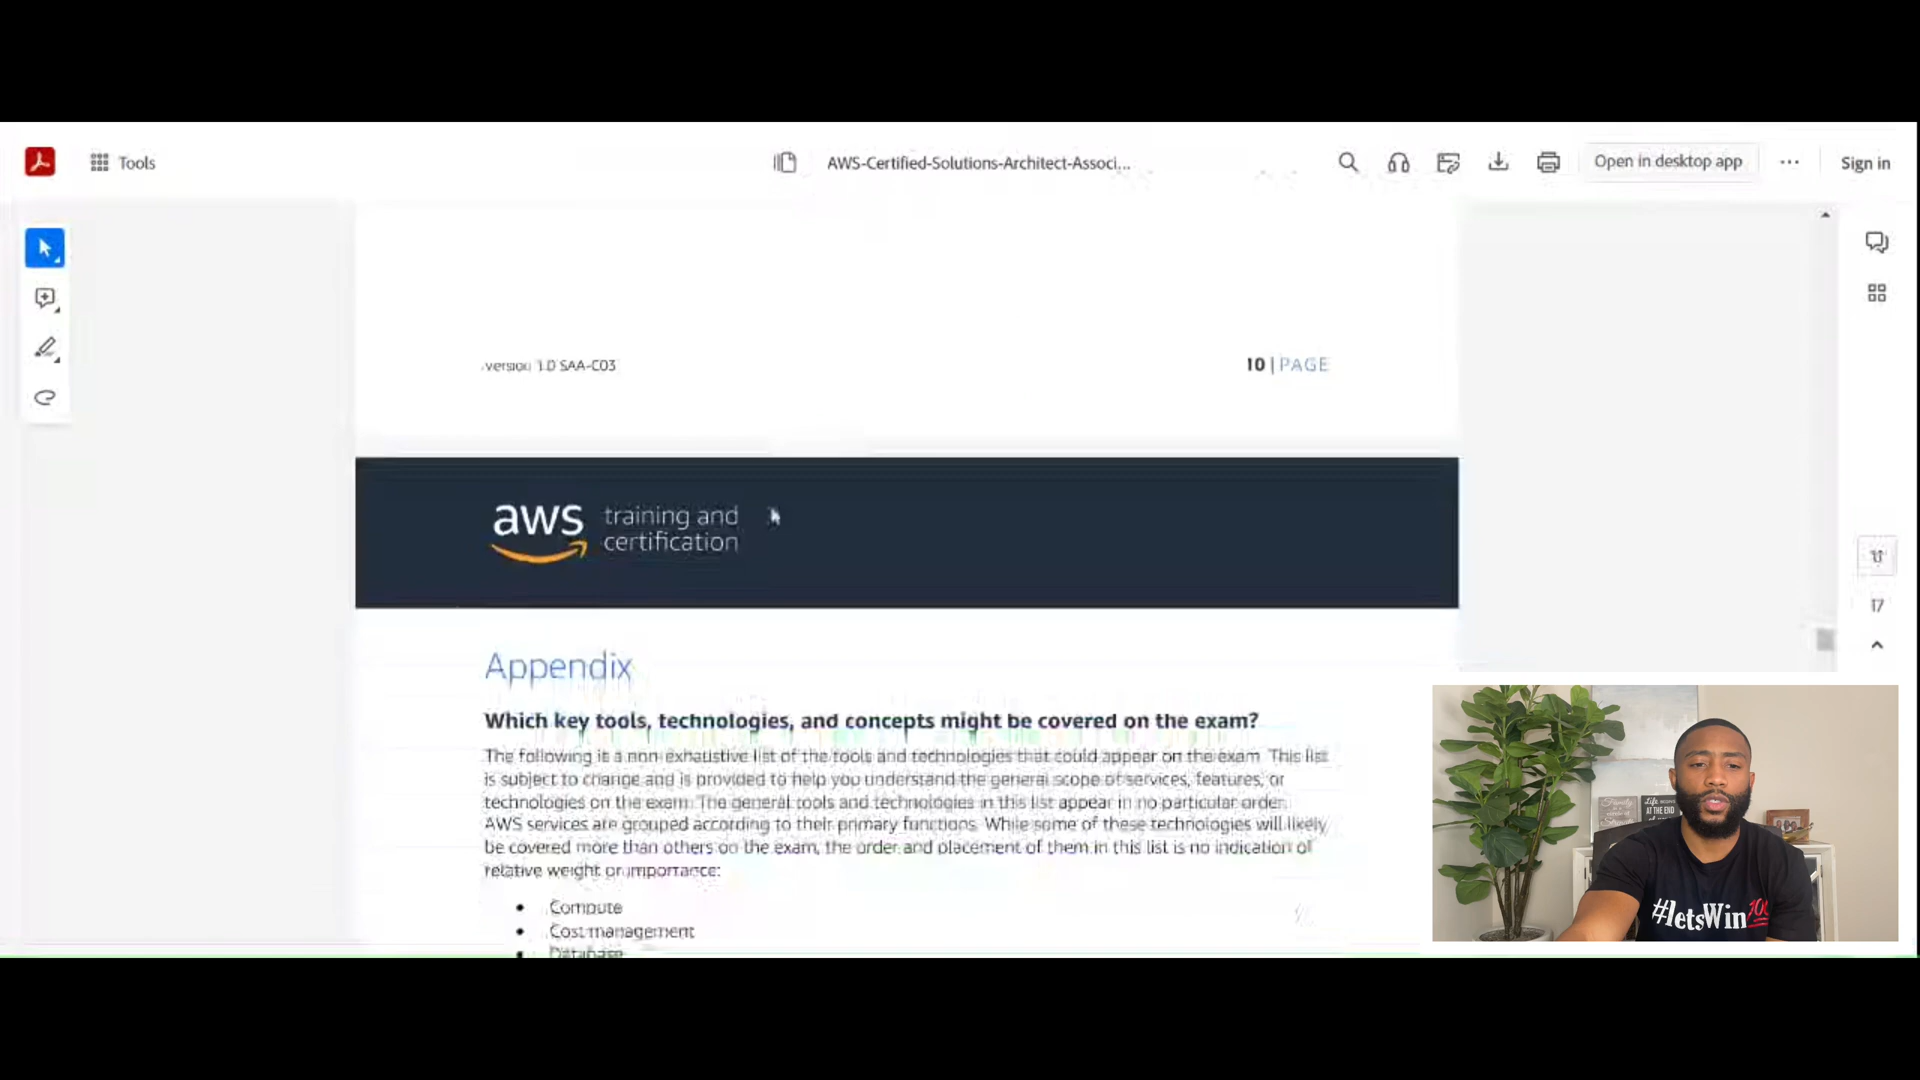 Tools
AWS-Certified-Solutions-Architect-Associ...
Open in desktop app
Sign in
version 1.0 SAA-C03
10 | PAGE
17
aws training and
certification
Appendix
Which key tools, technologies, and concepts might be covered on the exam?
The following is a non-exhaustive list of the tools and technologies that could appear on the exam. This list
is subject to change and is provided to help you understand the general scope of services, features, or
technologies on the exam. The general tools and technologies in this list appear in no particular order.
AWS services are grouped according to their primary functions. While some of these technologies will likely
be covered more than others on the exam, the order and placement of them in this list is no indication of
relative weight or importance:
• Compute
• Cost management
• Database
AT THE END
#letsWin100